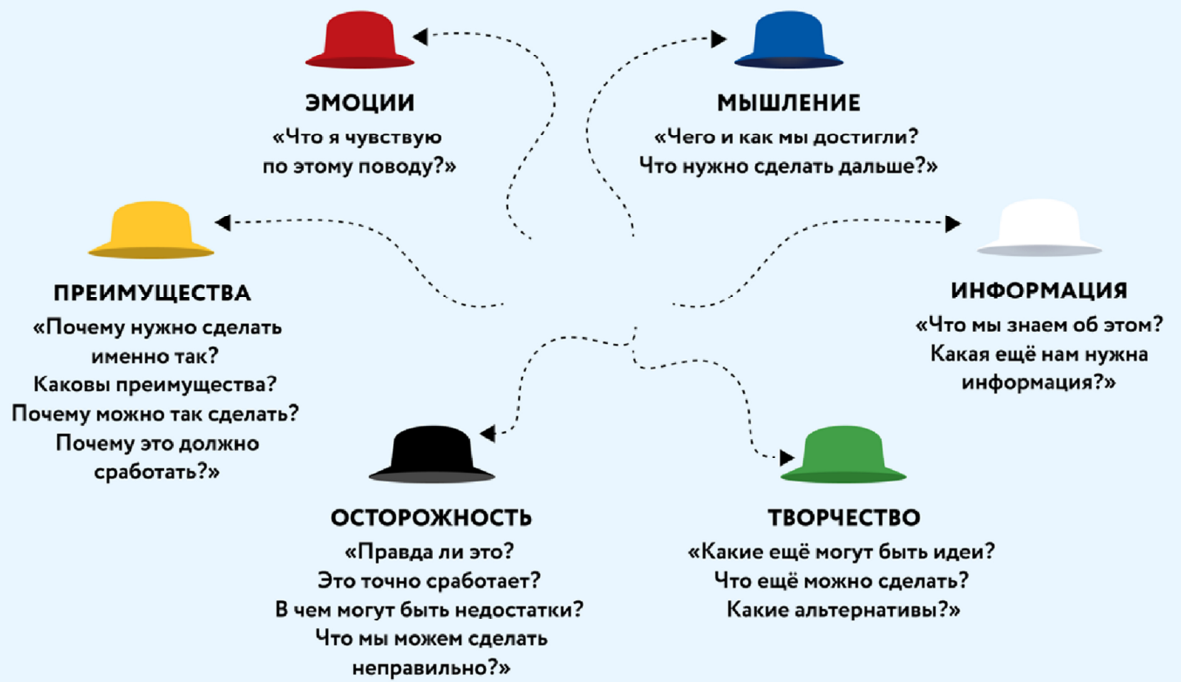 ЭМОЦИИ
«Что я чувствую
по этому поводу?»
МЫШЛЕНИЕ
«Чего и как мы достигли?
Что нужно сделать дальше?»
ПРЕИМУЩЕСТВА
«Почему нужно сделать
именно так?
Каковы преимущества?
Почему можно так сделать?
Почему это должно
сработать?»
ИНФОРМАЦИЯ
«Что мы знаем об этом?
Какая ещё нам нужна
информация?»
ОСТОРОЖНОСТЬ
«Правда ли это?
Это точно сработает?
В чем могут быть недостатки?
Что мы можем сделать
неправильно?»
ТВОРЧЕСТВО
«Какие ещё могут быть идеи?
Что ещё можно сделать?
Какие альтернативы?»